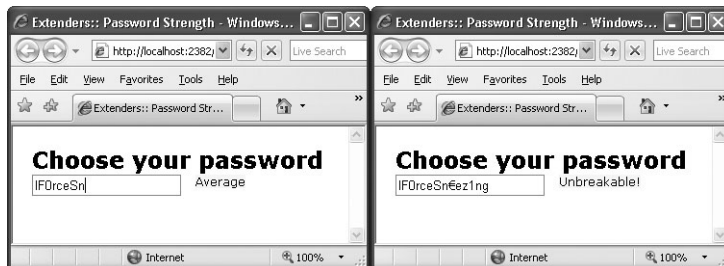 Extenders:: Password Strength - Windows...
http://localhost:2382/
Live Search
File Edit View Favorites Tools Help
Extenders:: Password Str...
»
Choose your password
IF0rceSn
Average
Internet
100%
Extenders:: Password Strength - Windows...
http://localhost:2382/
Live Search
File Edit View Favorites Tools Help
Extenders:: Password Str...
»
Choose your password
IF0rceSn€ez1ng
Unbreakable!
Internet
100%